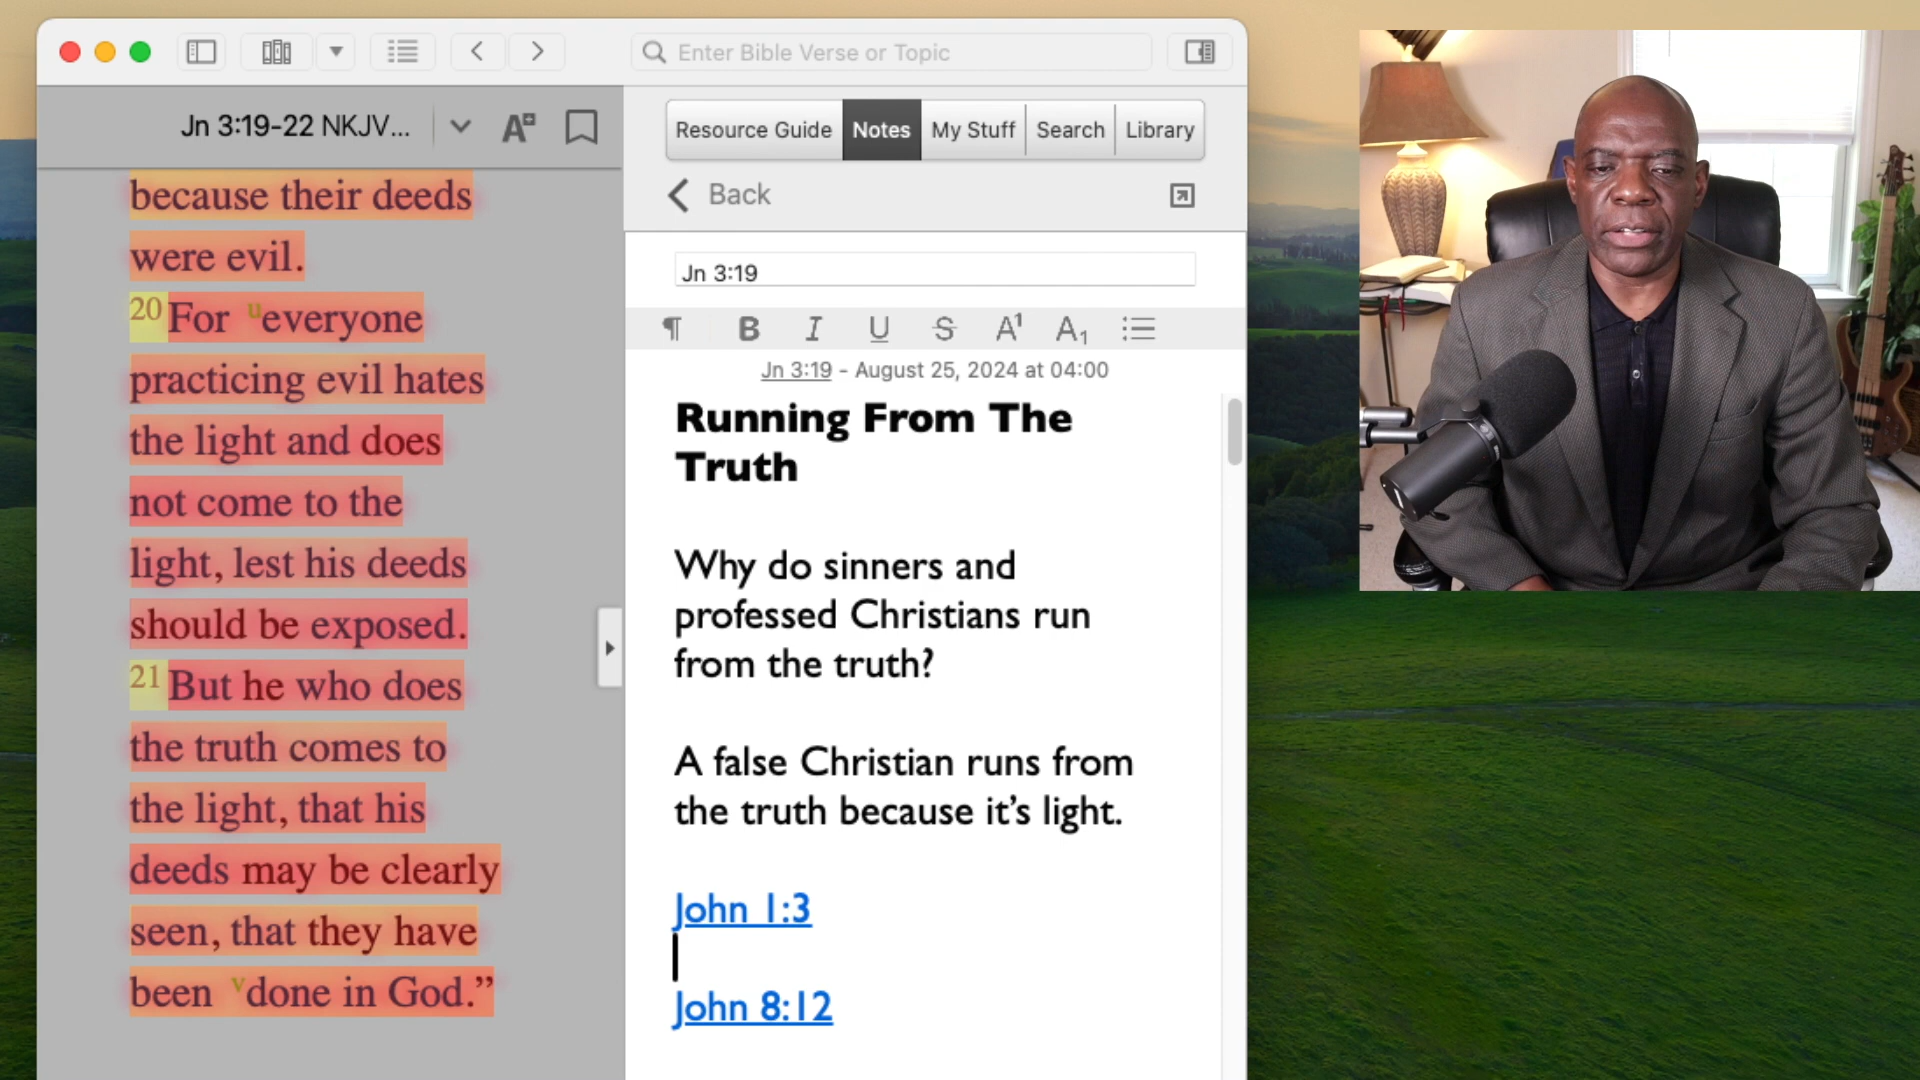 Enter Bible Verse or Topic
Jn 3:19-22 NKJV...
because their deeds
were evil.
20 For u everyone
practicing evil hates
the light and does
not come to the
light, lest his deeds
should be exposed.
21 But he who does
the truth comes to
the light, that his
deeds may be clearly
seen, that they have
been v done in God.”
Resource Guide Notes My Stuff Search Library
Back
Jn 3:19
¶ B I U S A1 A1
Jn 3:19 - August 25, 2024 at 04:00
Running From The
Truth
Why do sinners and
professed Christians run
from the truth?
A false Christian runs from
the truth because it’s light.
John 1:3
John 8:12